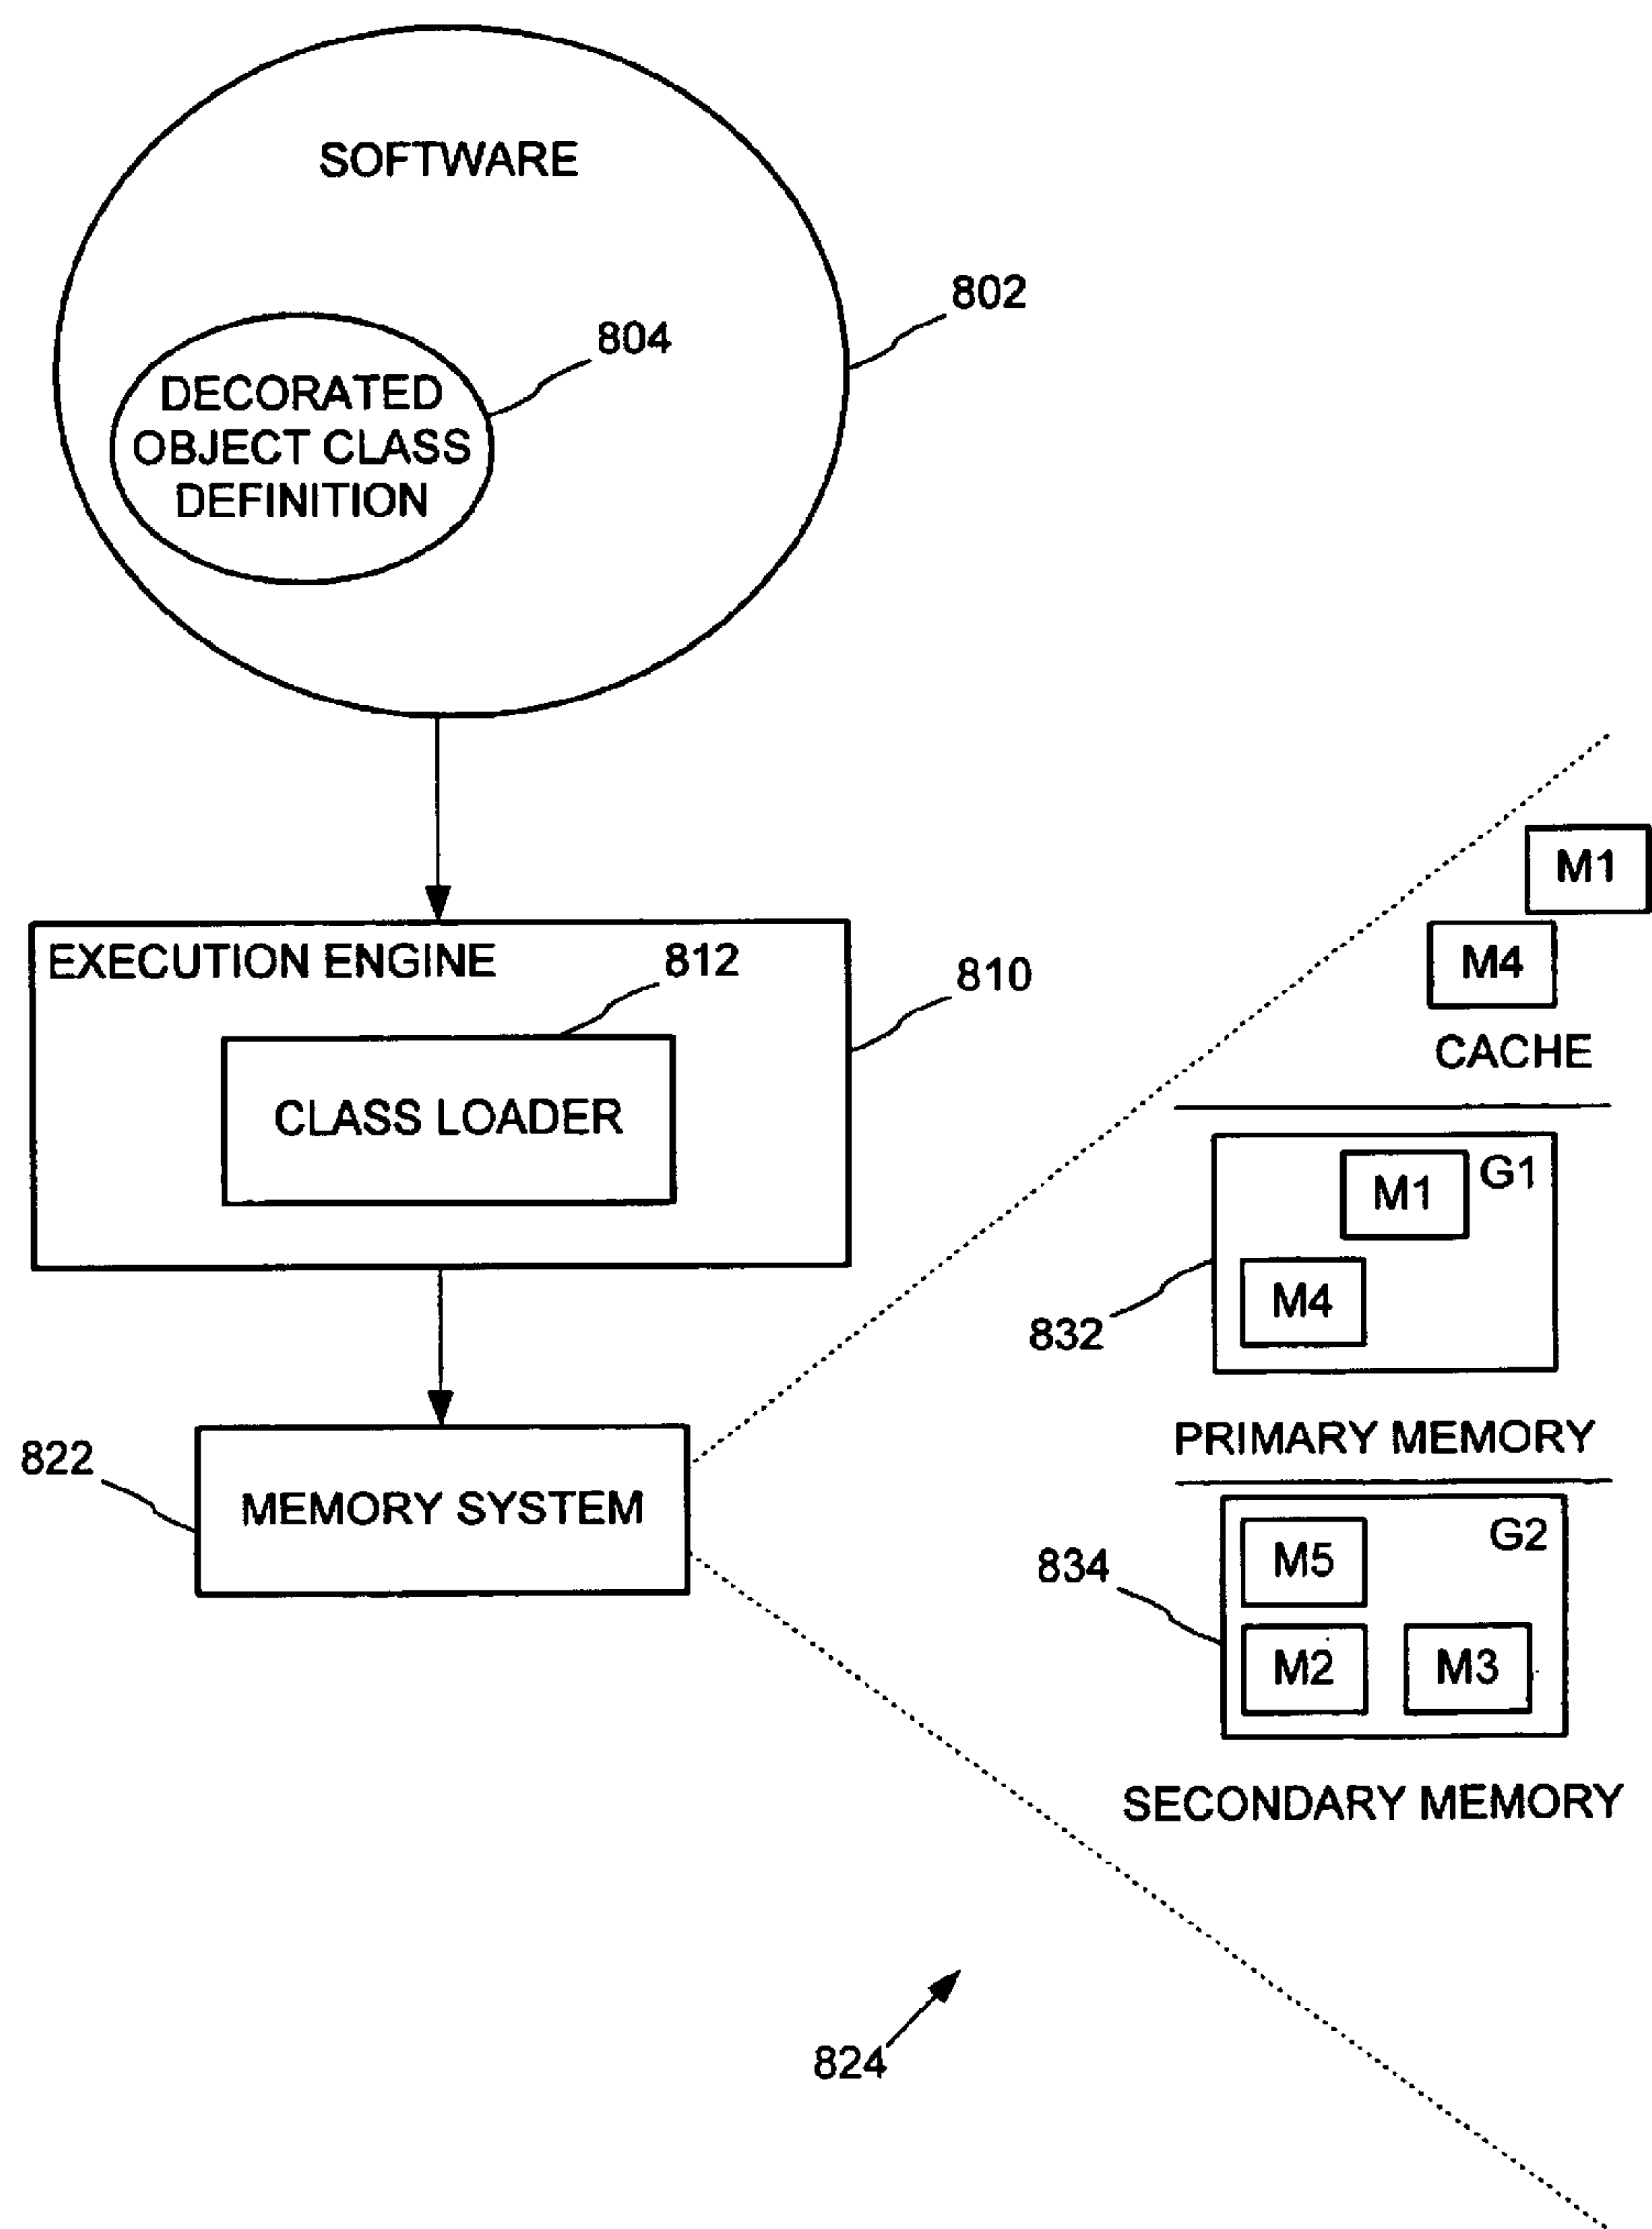 SOFTWARE
802
804
DECORATED
OBJECT CLASS
DEFINITION
M1
M4
CACHE
EXECUTION ENGINE
812
810
CLASS LOADER
G1
M1
M4
832
PRIMARY MEMORY
822
MEMORY SYSTEM
G2
M5
834
M2
M3
SECONDARY MEMORY
824